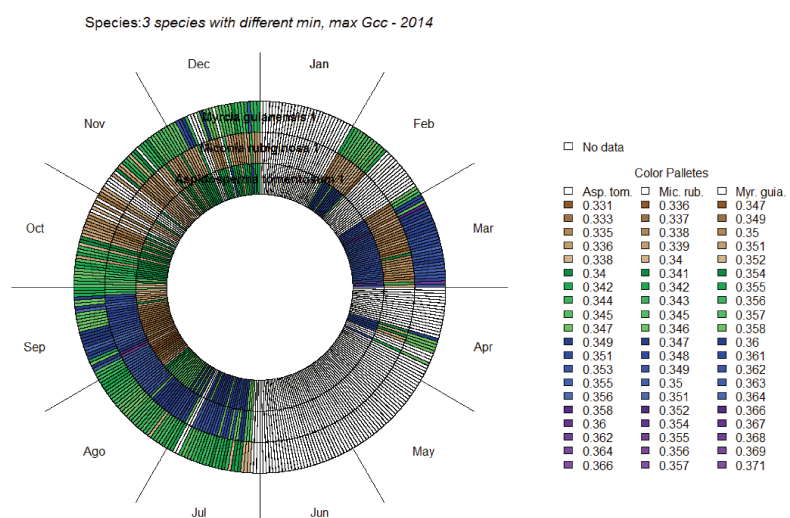 Species:3 species with different min, max Gcc - 2014
Dec
Jan
Nov
Feb
Myrcia guianensis 1
Miconia rubiginosa 1
Aspidosperma tomentosum 1
Oct
Mar
Sep
Apr
Ago
May
Jul
Jun
No data
Color Palletes
Asp. tom. Mic. rub. Myr. guia.
0.331 0.336 0.347
0.333 0.337 0.349
0.335 0.338 0.35
0.336 0.339 0.351
0.338 0.34 0.352
0.34 0.341 0.354
0.342 0.342 0.355
0.344 0.343 0.356
0.345 0.345 0.357
0.347 0.346 0.358
0.349 0.347 0.36
0.351 0.348 0.361
0.353 0.349 0.362
0.355 0.35 0.363
0.356 0.351 0.364
0.358 0.352 0.366
0.36 0.354 0.367
0.362 0.355 0.368
0.364 0.356 0.369
0.366 0.357 0.371